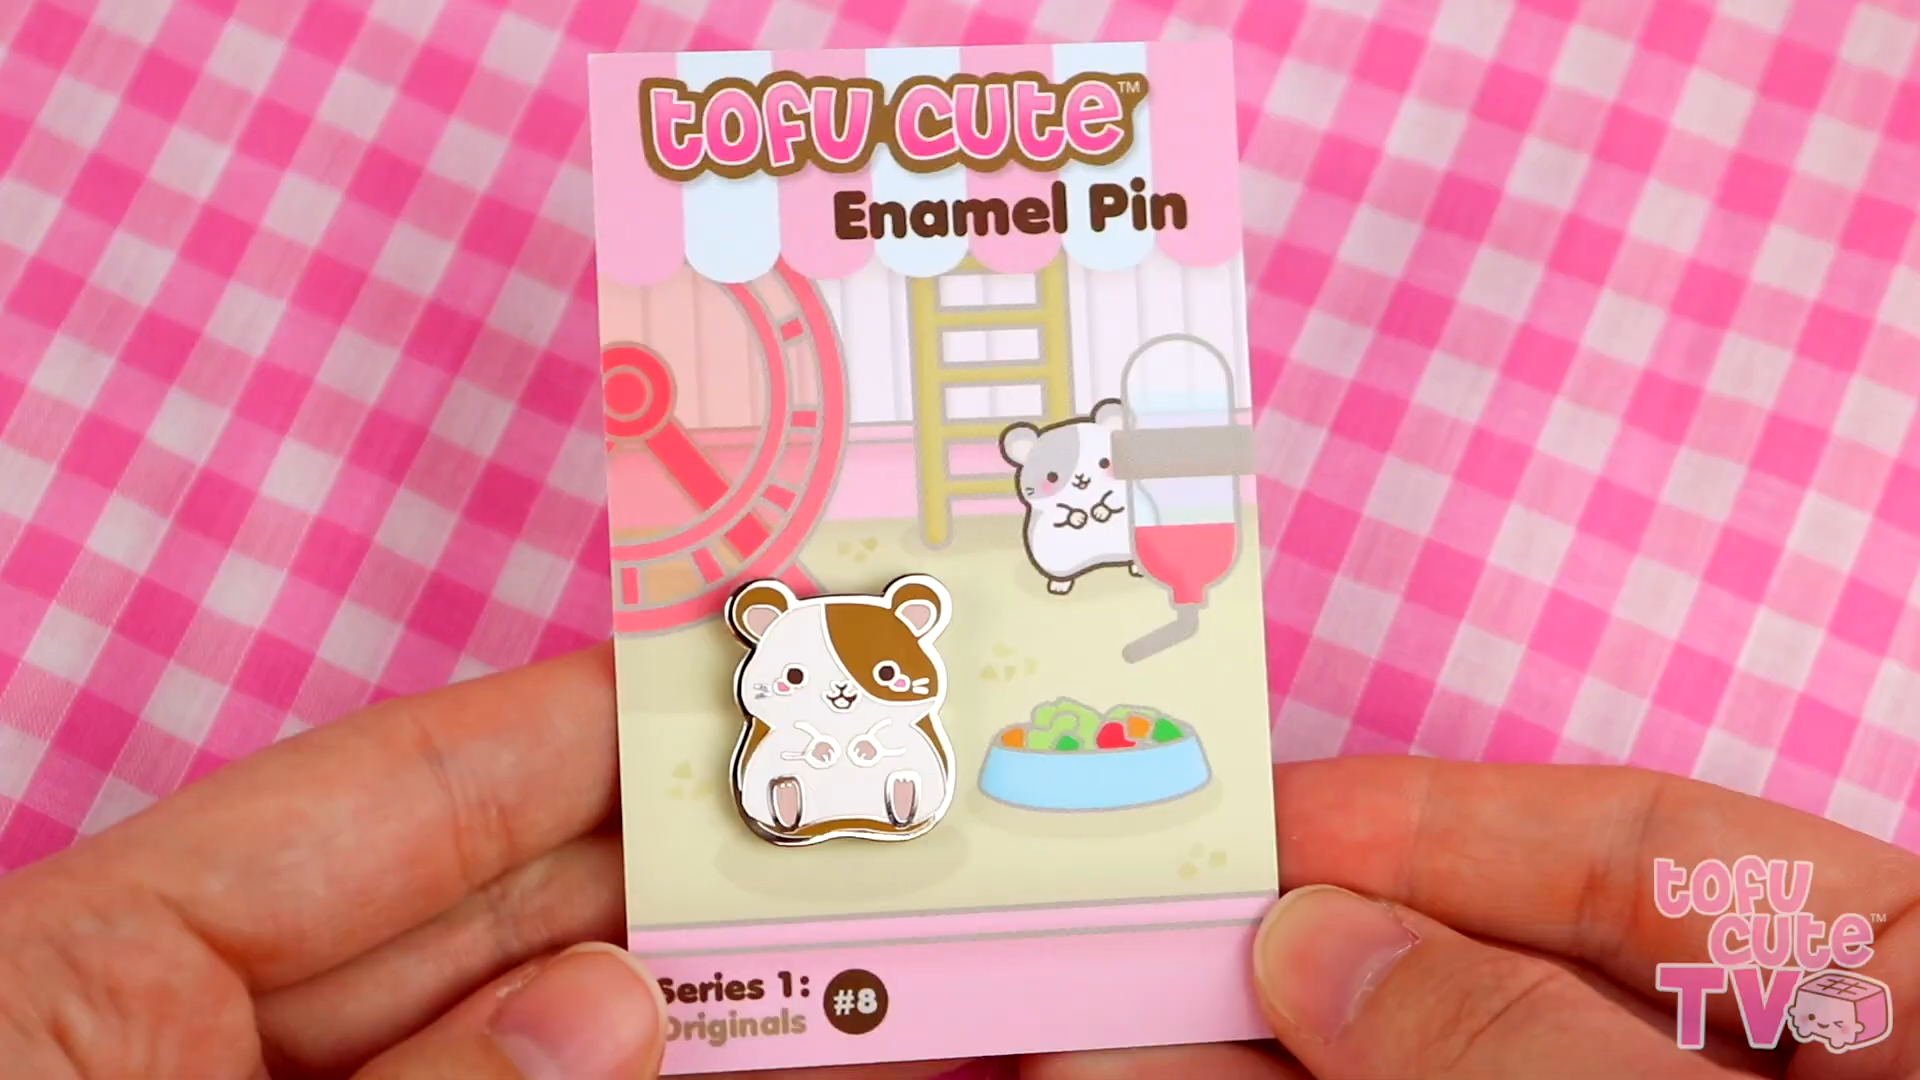 tofu cute™
Enamel Pin
Series 1: #8
Originals
tofu
cute™
TV